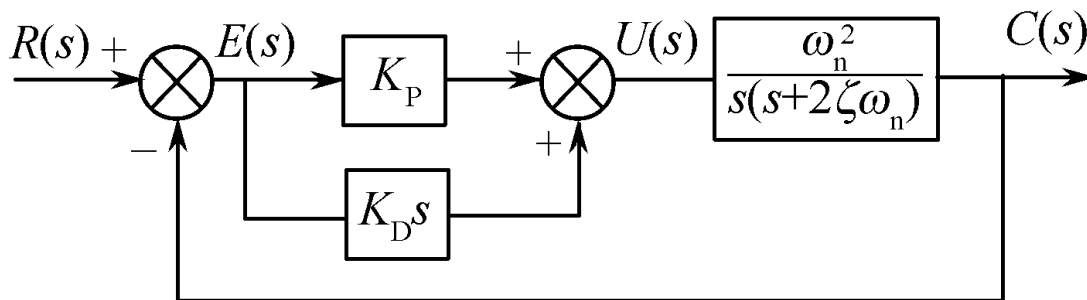 R(s) + E(s) K_P + U(s) ω_n^2 C(s)
s(s+2ζω_n)
− +
K_D s